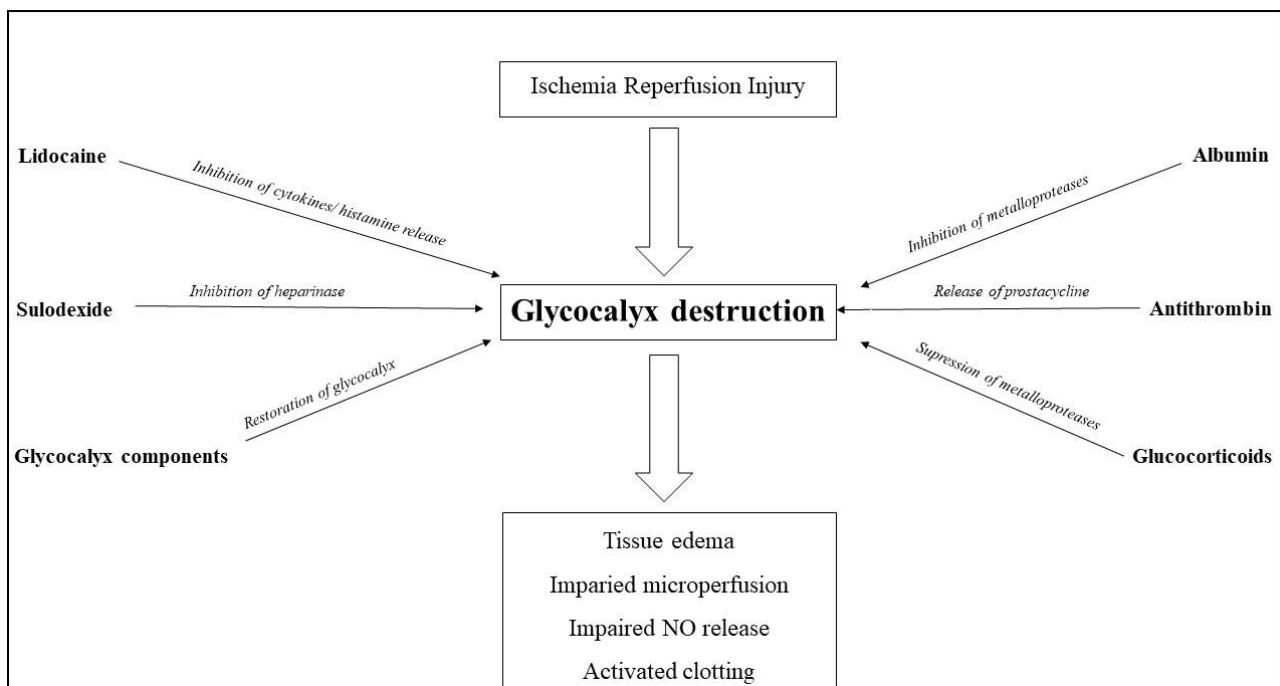 Ischemia Reperfusion Injury
Lidocaine
Inhibition of cytokines/ histamine release
Albumin
Inhibition of metalloproteases
Sulodexide
Inhibition of heparinase
Glycocalyx destruction
Release of prostacycline
Antithrombin
Glycocalyx components
Restoration of glycocalyx
Supression of metalloproteases
Glucocorticoids
Tissue edema
Imparied microperfusion
Impaired NO release
Activated clotting